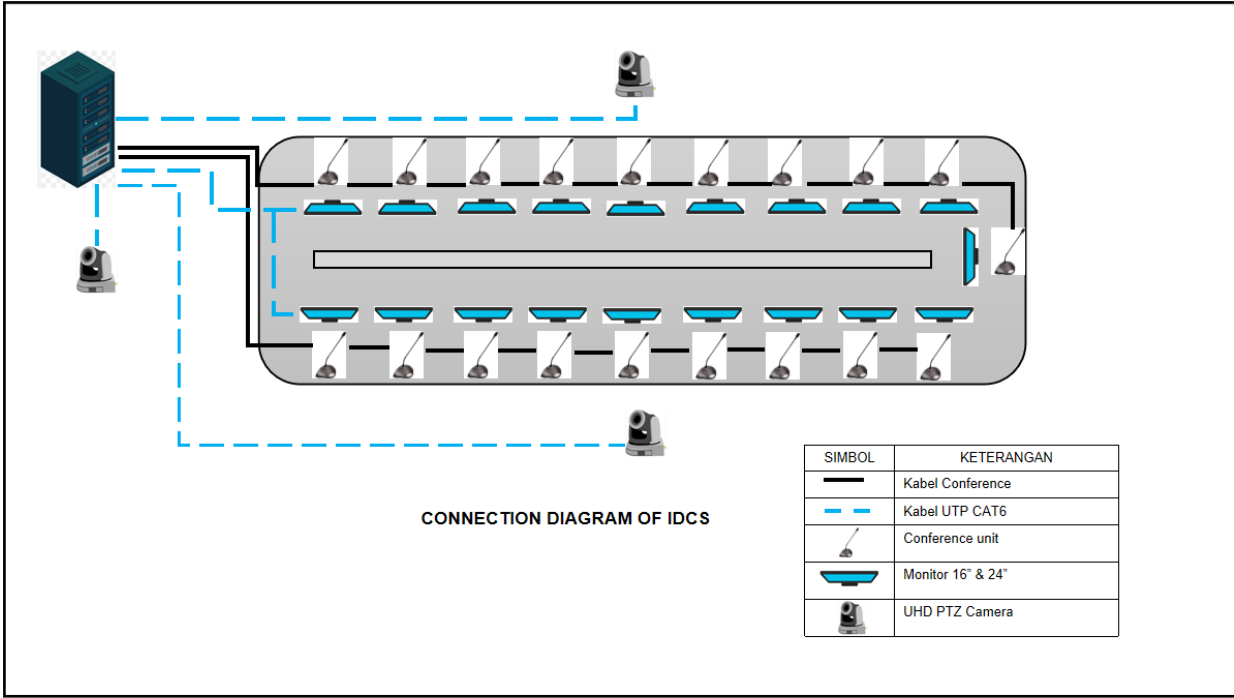 CONNECTION DIAGRAM OF IDCS
SIMBOL KETERANGAN
Kabel Conference
Kabel UTP CAT6
Conference unit
Monitor 16” & 24”
UHD PTZ Camera